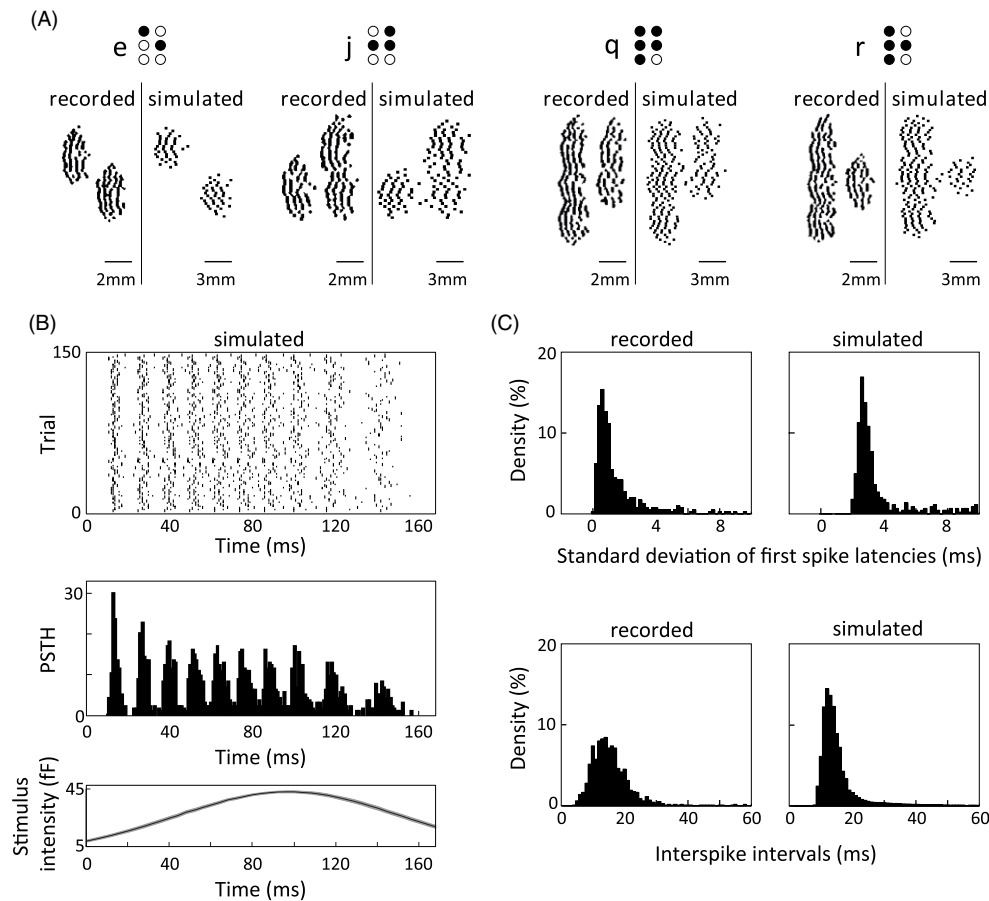 (A)
e j q r
recorded simulated recorded simulated recorded simulated recorded simulated
2mm 3mm 2mm 3mm 2mm 3mm 2mm 3mm
(B)
simulated
150
Trial
0
0 40 80 120 160
Time (ms)
30
PSTH
0
0 40 80 120 160
Time (ms)
Stimulus
intensity (fF)
45
5
0 40 80 120 160
Time (ms)
(C)
recorded simulated
20
Density (%)
10
0
0 4 8 0 4 8
Standard deviation of first spike latencies (ms)
recorded simulated
20
Density (%)
10
0
0 20 40 60 0 20 40 60
Interspike intervals (ms)